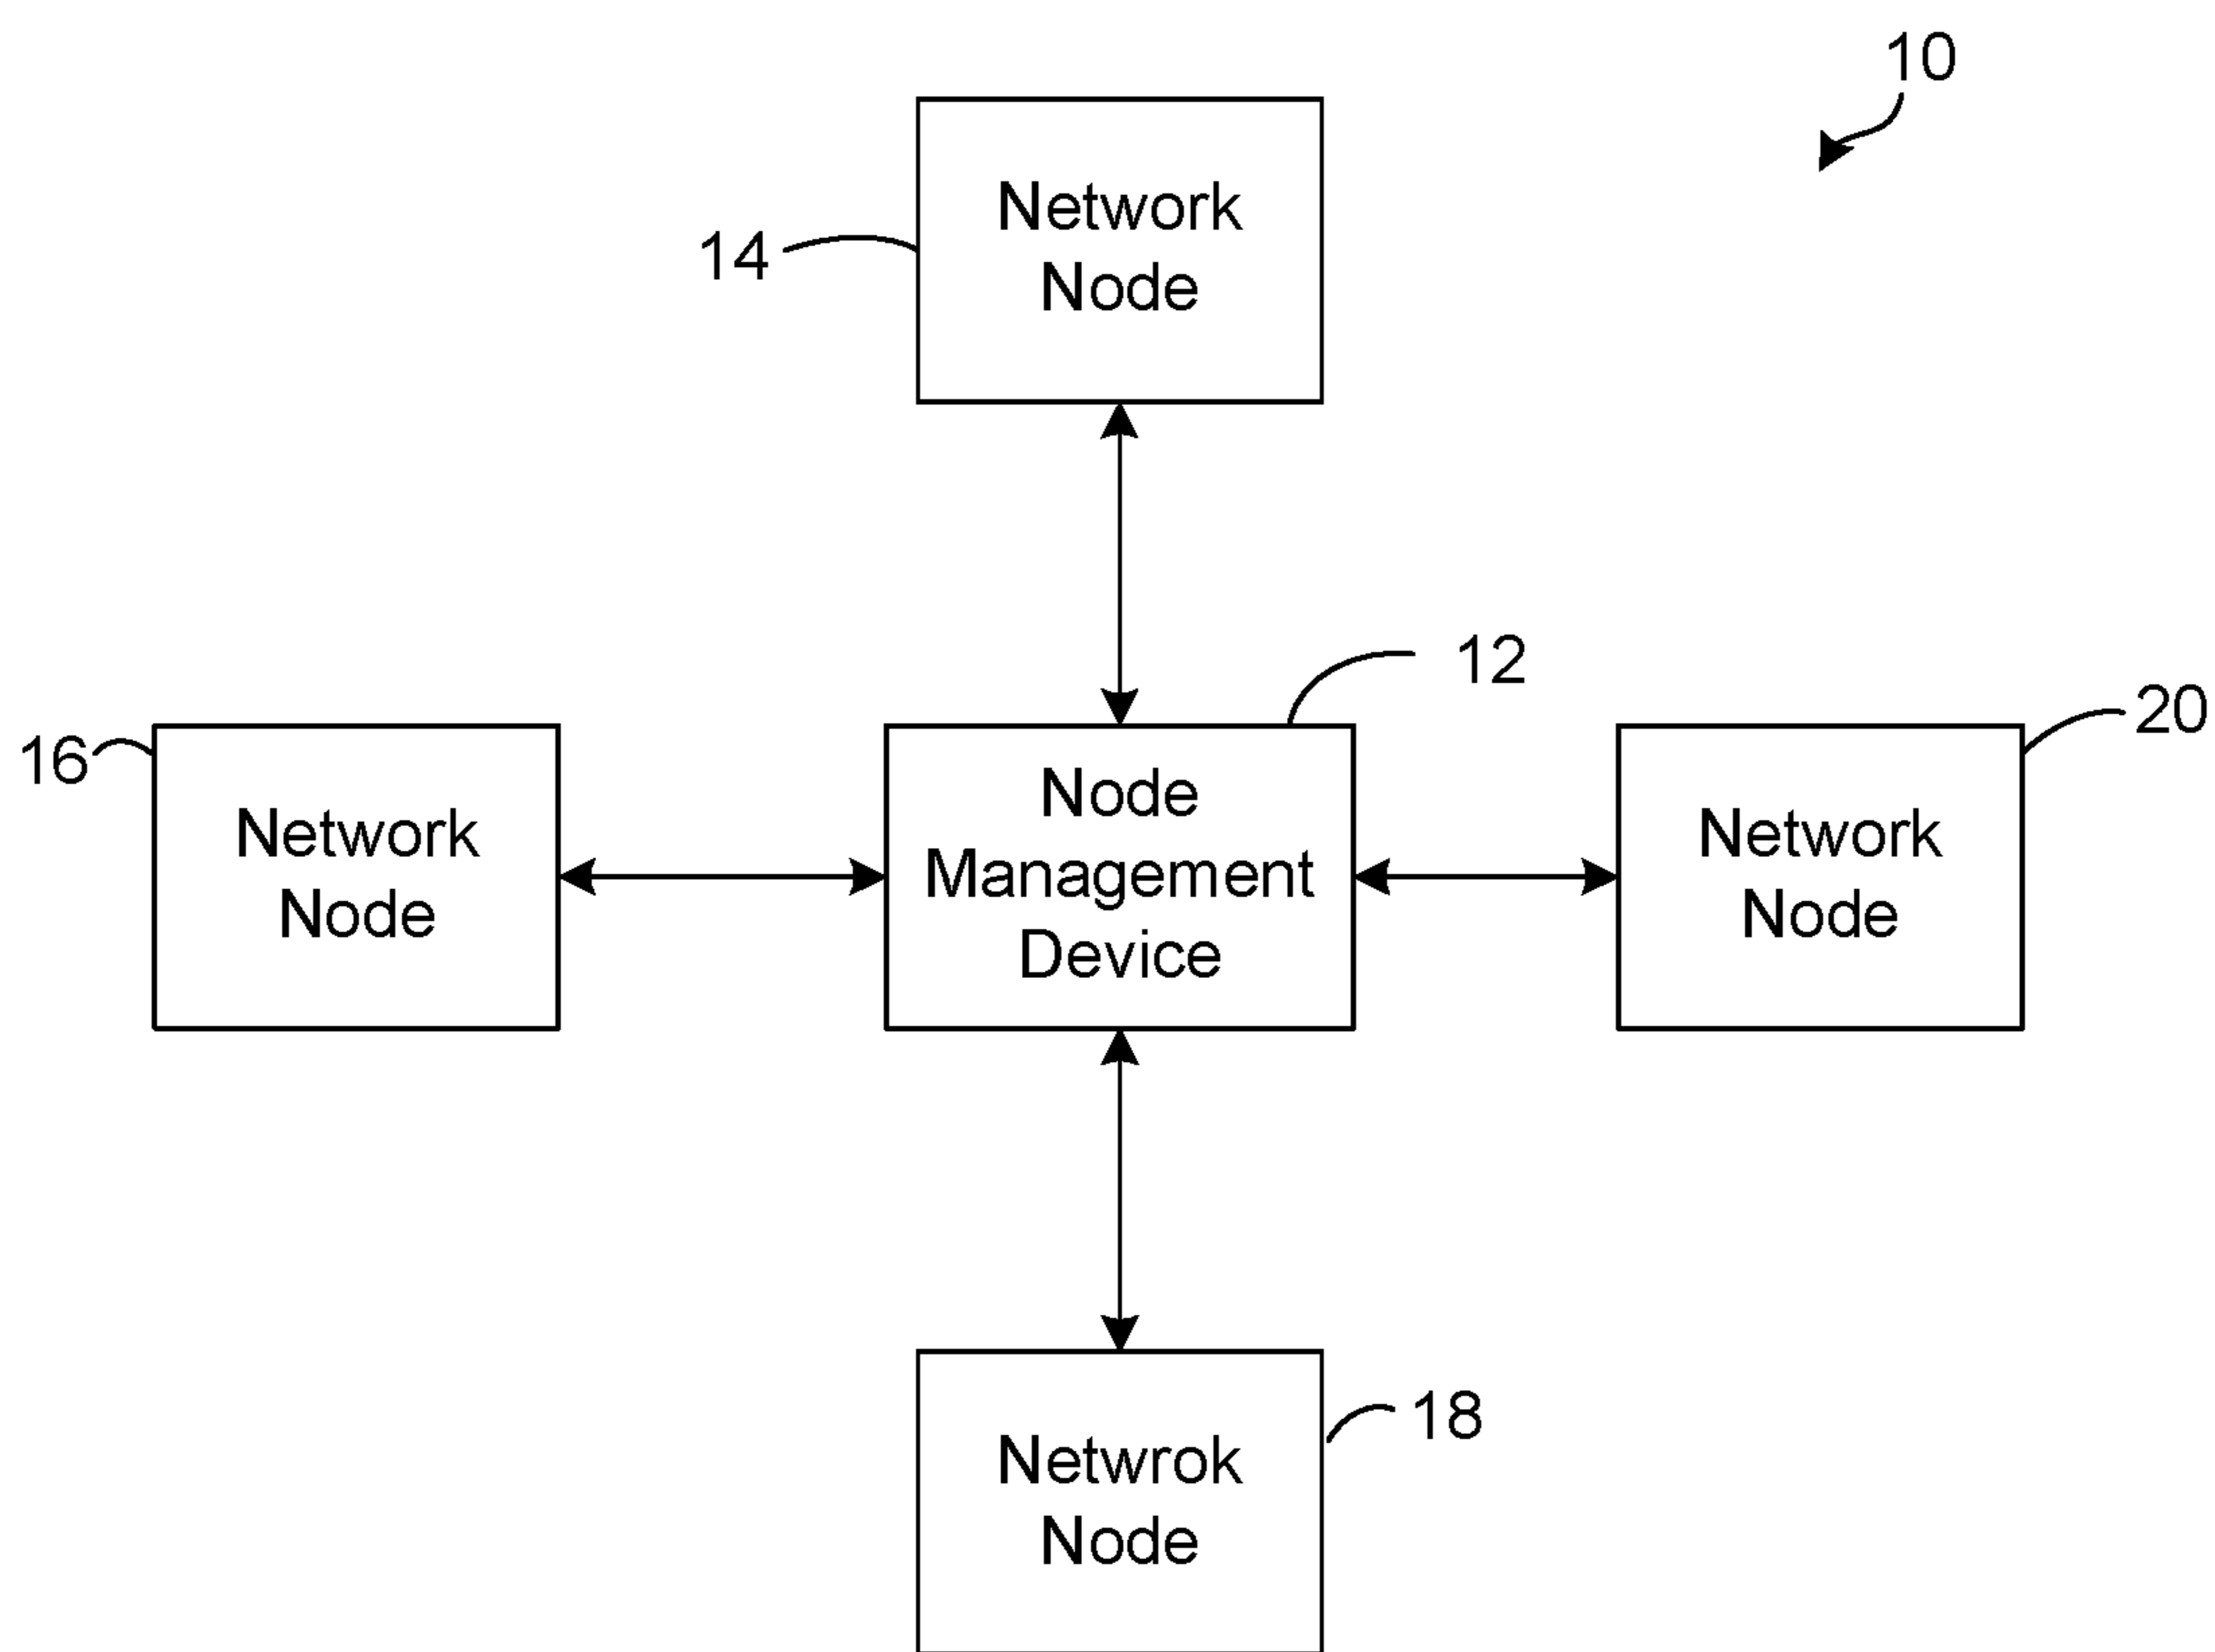 10
Network
Node
14
12
20
16
Node
Management
Device
Network
Node
Network
Node
18
Netwrok
Node